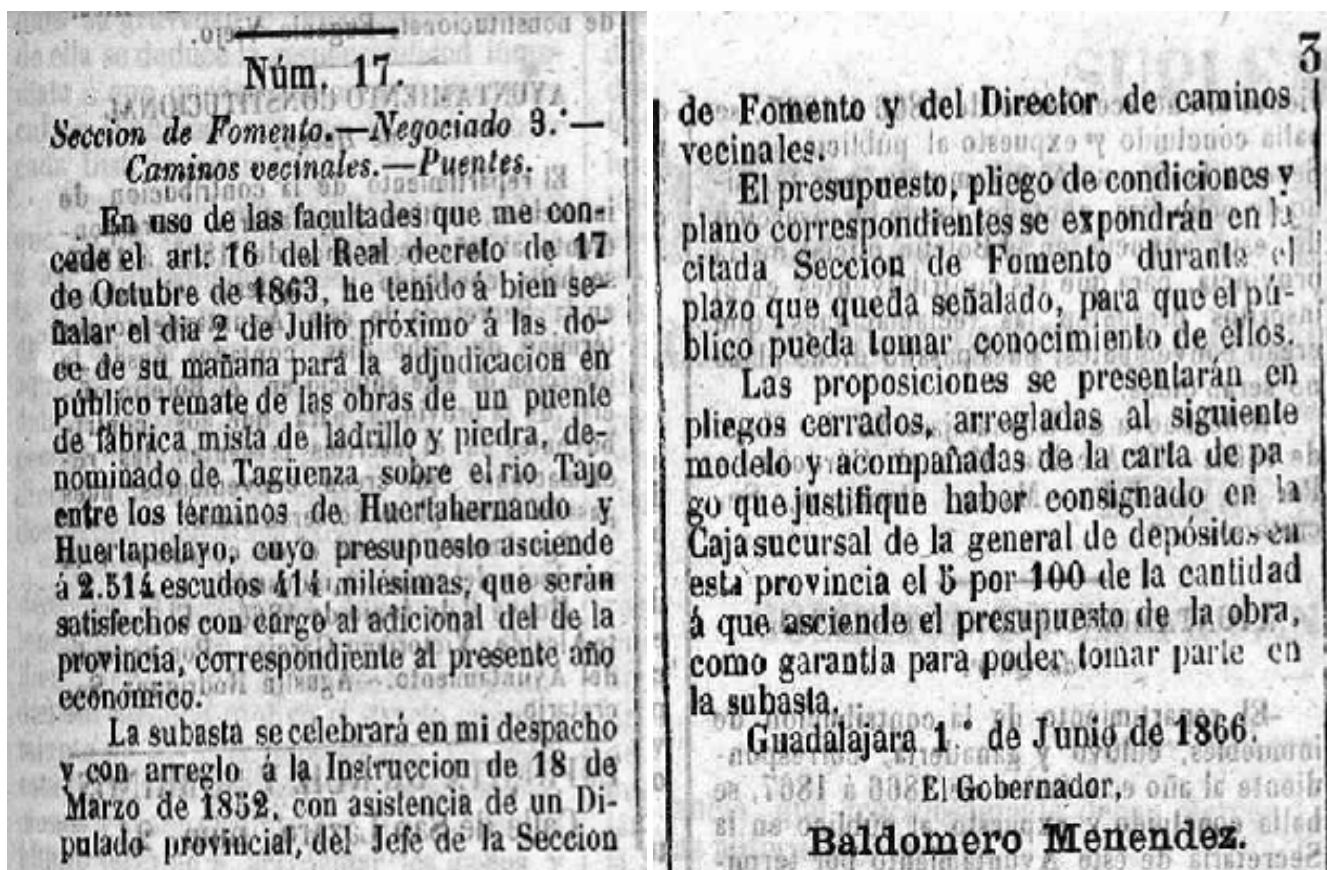 Núm. 17.
Seccion de Fomento.—Negociado 3.°—
Caminos vecinales.—Puentes.
En uso de las facultades que me con-
cede el art. 16 del Real decreto de 17
de Octubre de 1863, he tenido á bien se-
ñalar el dia 2 de Julio próximo á las do-
ce de su mañana para la adjudicacion en
público remate de las obras de un puente
de fábrica mista de ladrillo y piedra, de-
nominado de Tagüenza sobre el rio Tajo
entre los términos de Huertahernando y
Huertapelayo, cuyo presupuesto asciende
á 2.514 escudos 414 milésimas, que serán
satisfechos con cargo al adicional del de la
provincia, correspondiente al presente año
económico.
La subasta se celebrará en mi despacho
y con arreglo á la Instruccion de 18 de
Marzo de 1852, con asistencia de un Di-
putado provincial, del Jefe de la Seccion
3
de Fomento y del Director de caminos
vecinales.
El presupuesto, pliego de condiciones y
plano correspondientes se expondrán en la
citada Seccion de Fomento durante el
plazo que queda señalado, para que el pú-
blico pueda tomar conocimiento de ellos.
Las proposiciones se presentarán en
pliegos cerrados, arregladas al siguiente
modelo y acompañadas de la carta de pa
go que justifique haber consignado en la
Caja sucursal de la general de depósitos en
esta provincia el 5 por 100 de la cantidad
á que asciende el presupuesto de la obra,
como garantia para poder tomar parte en
la subasta.
Guadalajara 1.° de Junio de 1866.
El Gobernador,
Baldomero Menendez.